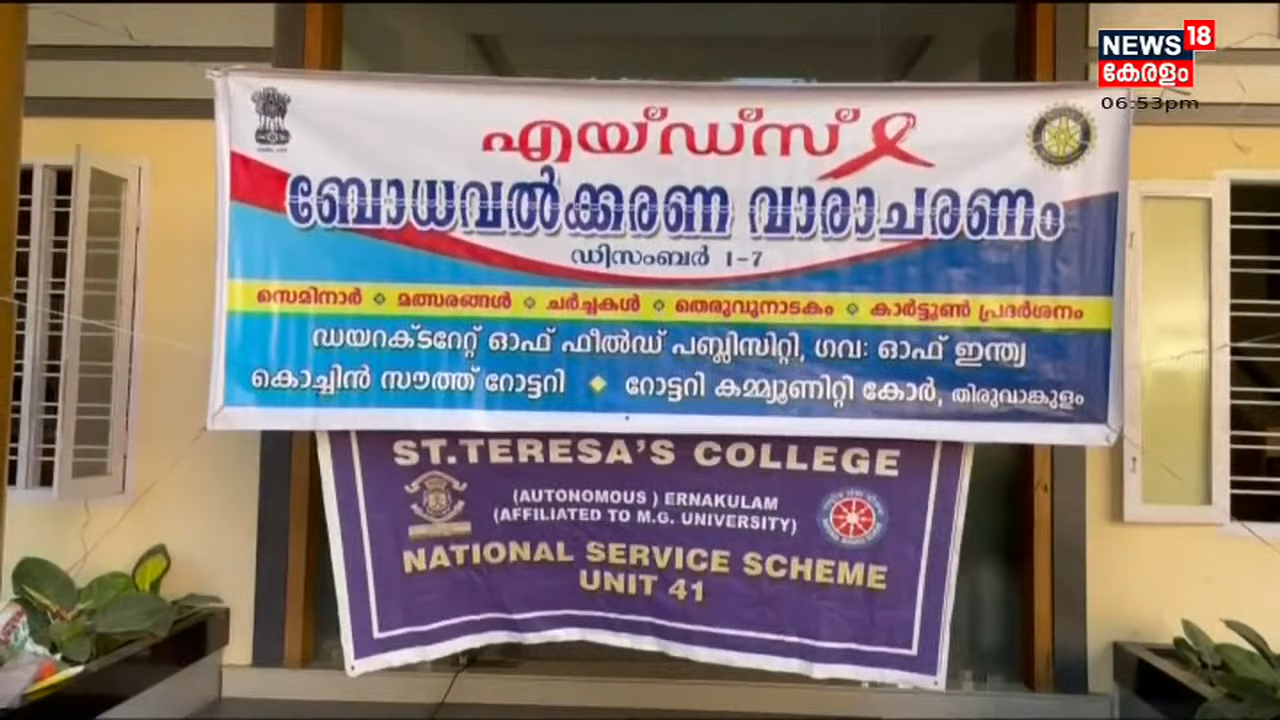 NEWS 18
കേരളം
06:53pm
എയ്ഡ്സ്
ബോധവൽക്കരണ വാരാചരണം
ഡിസംബർ 1-7
സെമിനാർ ◇ മത്സരങ്ങൾ ◇ ചർച്ചകൾ ◇ തെരുവുനാടകം ◇ കാർട്ടൂൺ പ്രദർശനം
ഡയറക്ടറേറ്റ് ഓഫ് ഫീൽഡ് പബ്ലിസിറ്റി, ഗവ: ഓഫ് ഇന്ത്യ
കൊച്ചിൻ സൗത്ത് റോട്ടറി ◆ റോട്ടറി കമ്മ്യൂണിറ്റി കോർ, തിരുവാങ്കുളം
ST.TERESA'S COLLEGE
(AUTONOMOUS ) ERNAKULAM
(AFFILIATED TO M.G. UNIVERSITY)
NATIONAL SERVICE SCHEME
UNIT 41